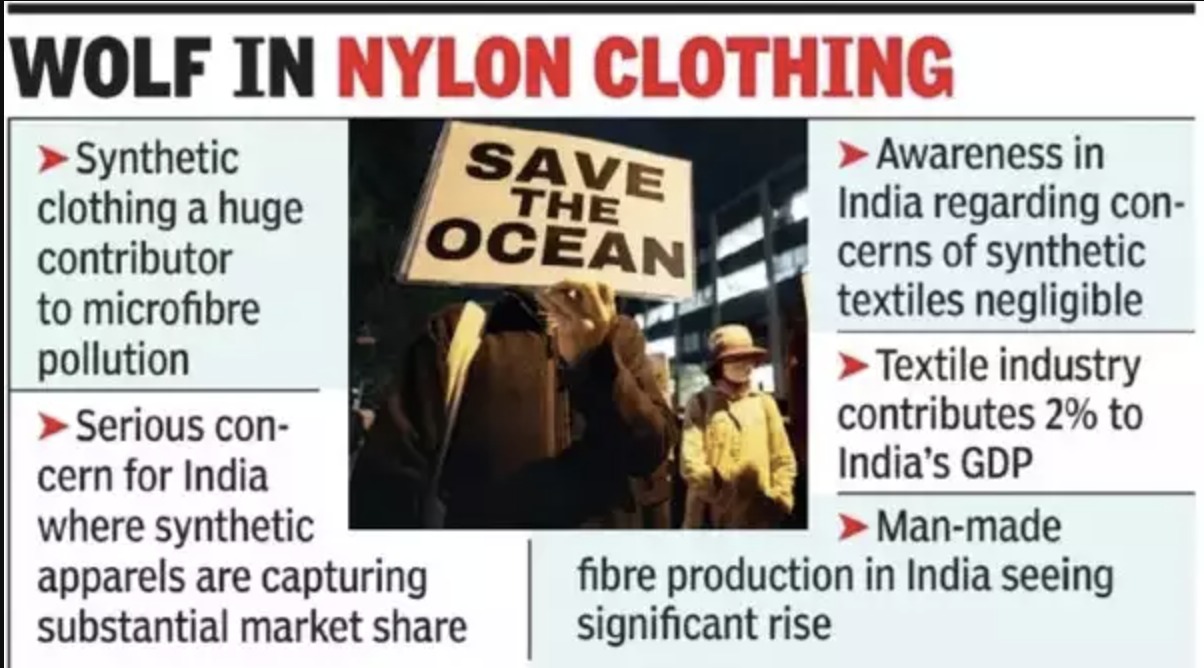 WOLF IN NYLON CLOTHING
➤ Synthetic
clothing a huge
contributor
to microfibre
pollution
➤ Serious con-
cern for India
where synthetic
apparels are capturing
substantial market share
SAVE
THE
OCEAN
➤ Awareness in
India regarding con-
cerns of synthetic
textiles negligible
➤ Textile industry
contributes 2% to
India's GDP
➤ Man-made
fibre production in India seeing
significant rise